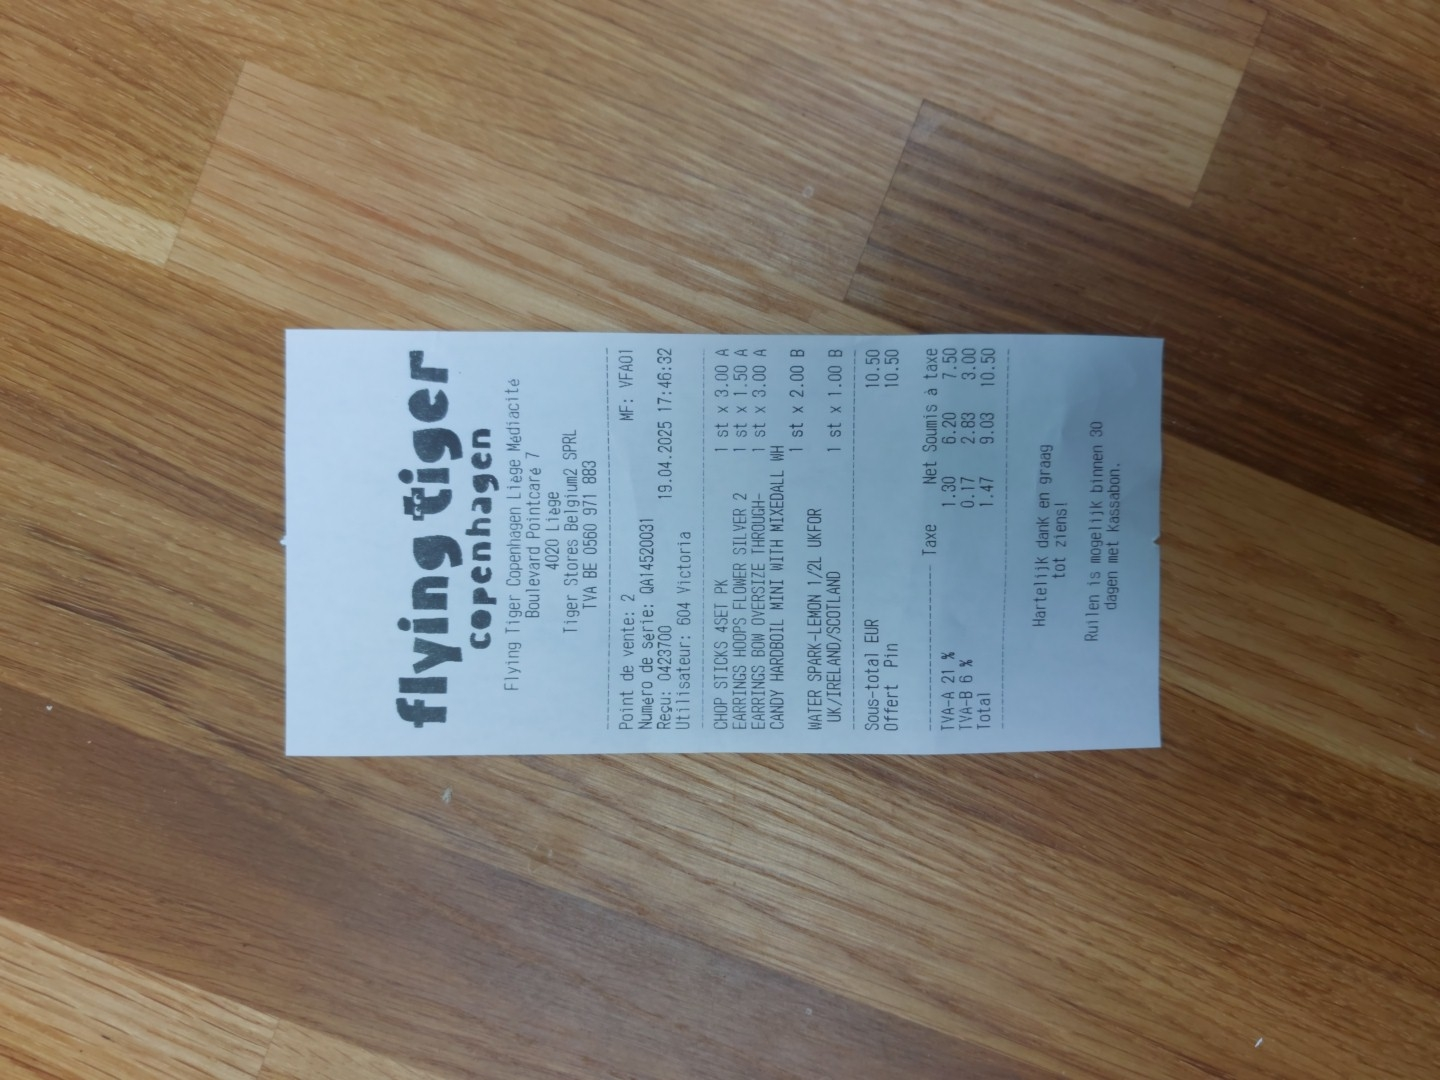 flying tiger
copenhagen
Flying Tiger Copenhagen Liège Médiacité
Boulevard Pointcaré 7
4020 Liège
Tiger Stores Belgium2 SPRL
TVA BE 0560 971 883
Point de vente: 2 MF: VFA01
Numéro de série: QA14520031
Reçu: 0423700 19.04.2025 17:46:32
Utilisateur: 604 Victoria
CHOP STICKS 4SET PK 1 st x 3.00 A
EARRINGS HOOPS FLOWER SILVER 2 1 st x 1.50 A
EARRINGS BOW OVERSIZE THROUGH- 1 st x 3.00 A
CANDY HARDBOIL MINI WITH MIXEDALL WH
1 st x 2.00 B
WATER SPARK-LEMON 1/2L UKFOR
UK/IRELAND/SCOTLAND 1 st x 1.00 B
Sous-total EUR 10.50
Offert Pin 10.50
Taxe Net Soumis à taxe
TVA-A 21 % 1.30 6.20 7.50
TVA-B 6 % 0.17 2.83 3.00
Total 1.47 9.03 10.50
Hartelijk dank en graag
tot ziens!
Ruilen is mogelijk binnen 30
dagen met Kassabon.